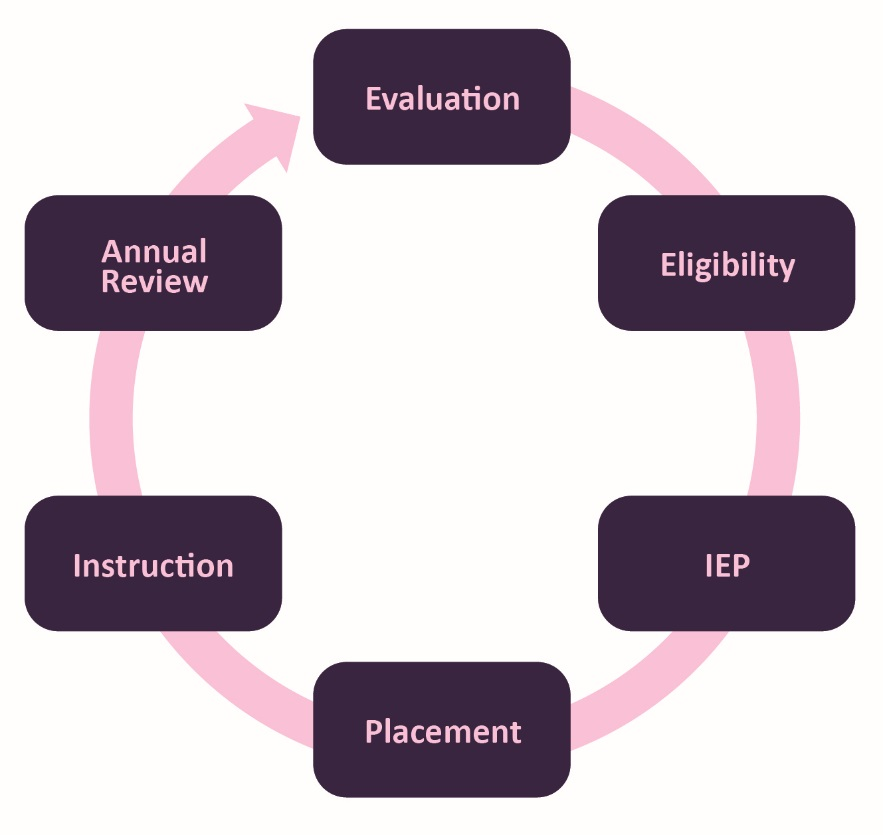 Evaluation
Eligibility
IEP
Placement
Instruction
Annual
Review